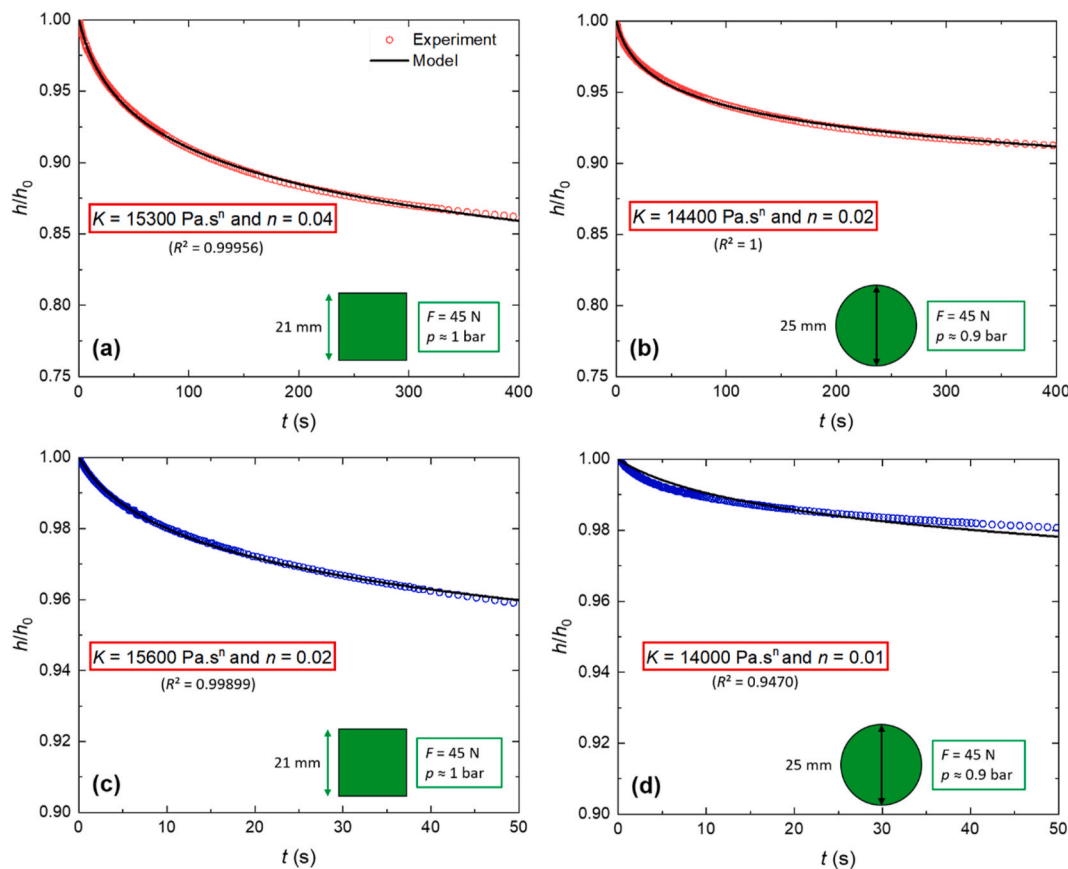 1.00
0.95
0.90
0.85
0.80
0.75
h/h₀
Experiment
Model
K = 15300 Pa.sⁿ and n = 0.04
(R² = 0.99956)
21 mm
F = 45 N
p ≈ 1 bar
(a)
0 100 200 300 400
t (s)
1.00
0.95
0.90
0.85
0.80
0.75
h/h₀
K = 14400 Pa.sⁿ and n = 0.02
(R² = 1)
25 mm
F = 45 N
p ≈ 0.9 bar
(b)
0 100 200 300 400
t (s)
1.00
0.98
0.96
0.94
0.92
0.90
h/h₀
K = 15600 Pa.sⁿ and n = 0.02
(R² = 0.99899)
21 mm
F = 45 N
p ≈ 1 bar
(c)
0 10 20 30 40 50
t (s)
1.00
0.98
0.96
0.94
0.92
0.90
h/h₀
K = 14000 Pa.sⁿ and n = 0.01
(R² = 0.9470)
25 mm
F = 45 N
p ≈ 0.9 bar
(d)
0 10 20 30 40 50
t (s)